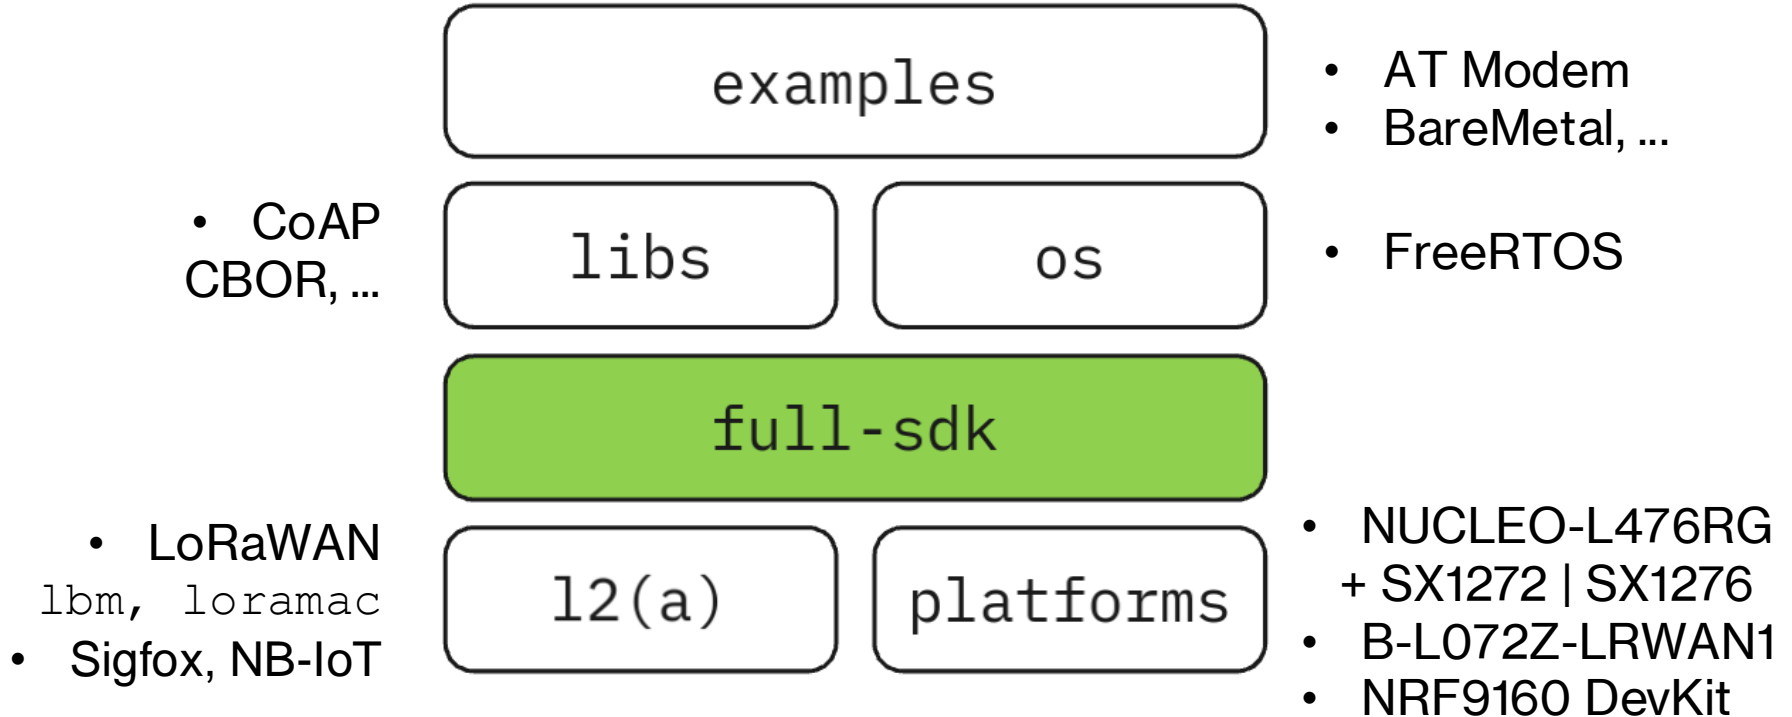 examples
• AT Modem
• BareMetal, ...
• CoAP
CBOR, ...
libs
os
• FreeRTOS
full-sdk
• LoRaWAN
lbm, loramac
• Sigfox, NB-IoT
l2(a)
platforms
• NUCLEO-L476RG
+ SX1272 | SX1276
• B-L072Z-LRWAN1
• NRF9160 DevKit